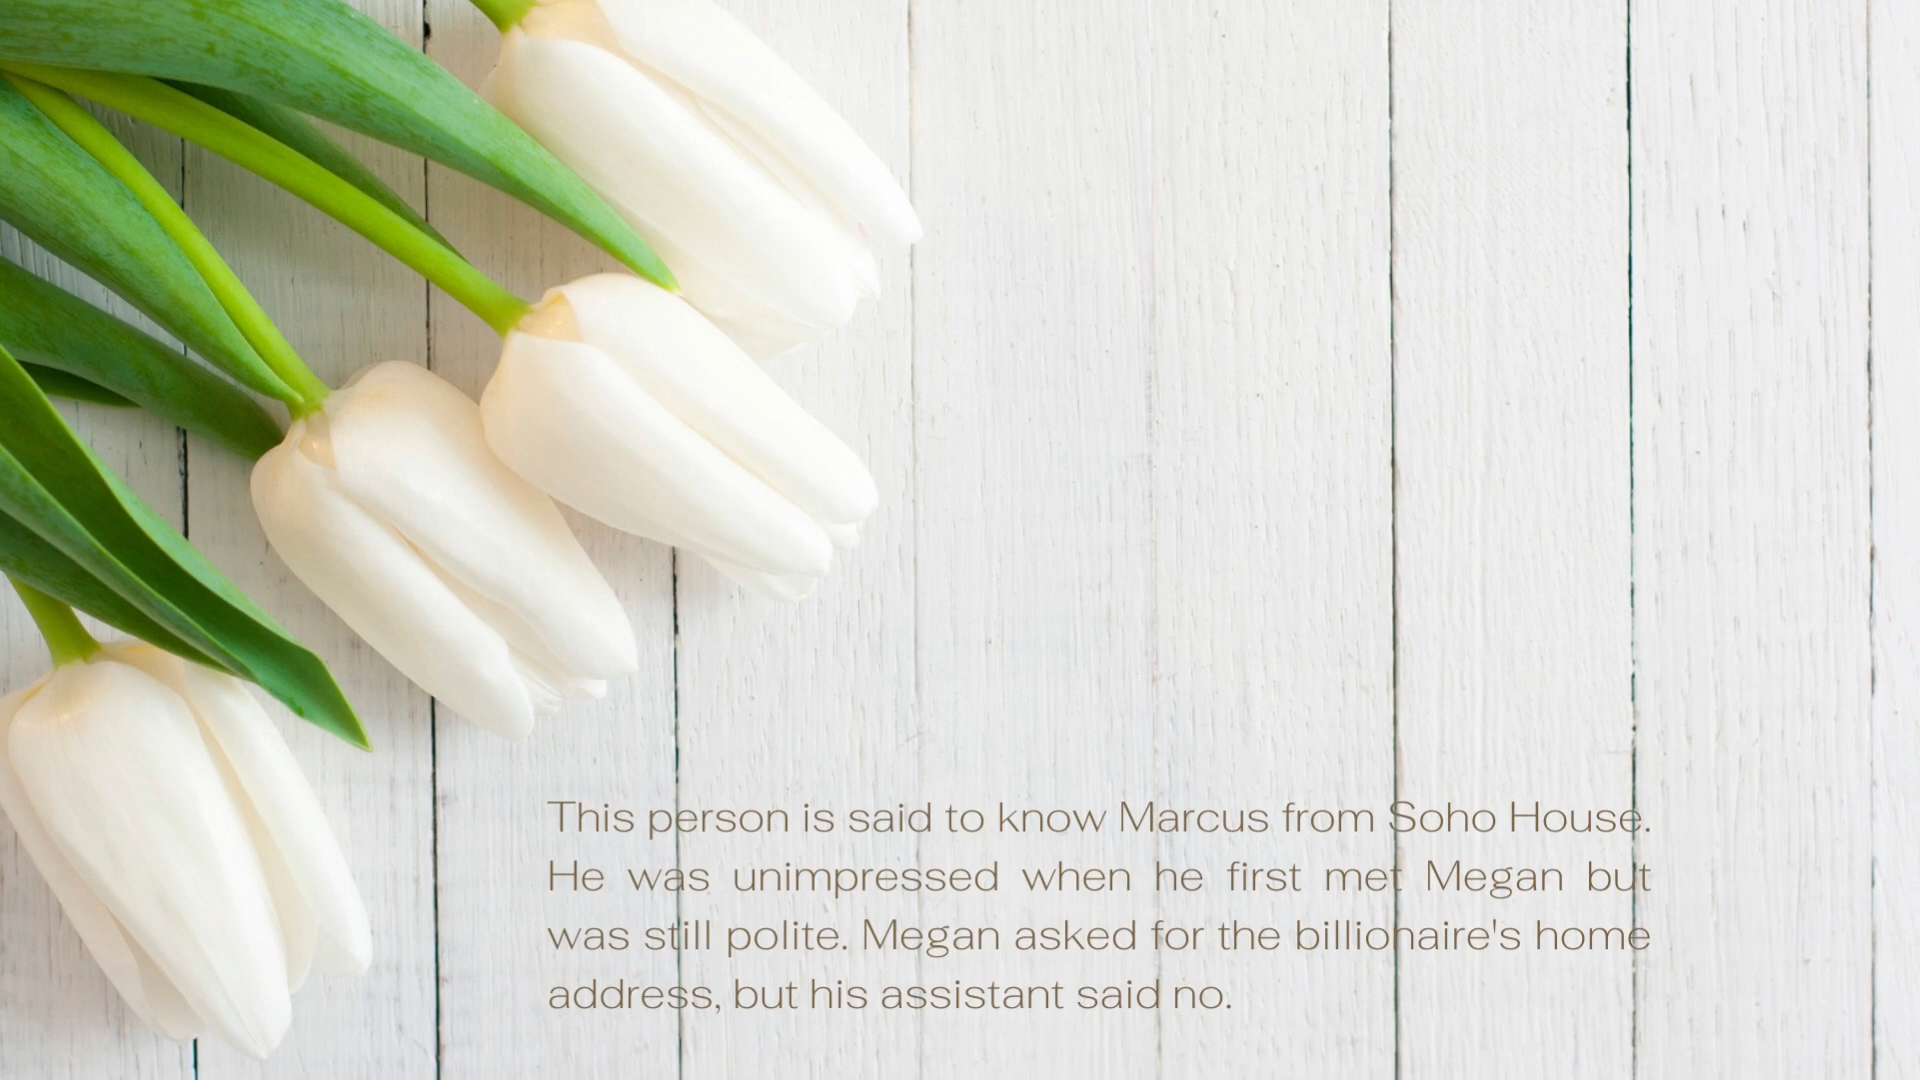 This person is said to know Marcus from Soho House.
He was unimpressed when he first met Megan but
was still polite. Megan asked for the billionaire's home
address, but his assistant said no.